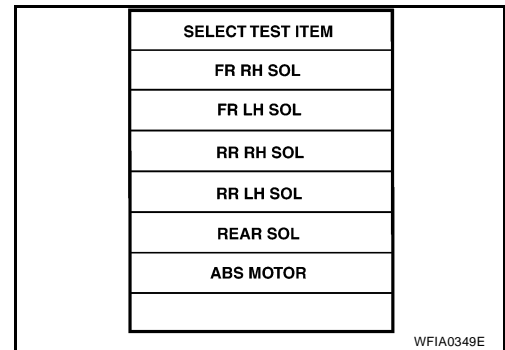 SELECT TEST ITEM
FR RH SOL
FR LH SOL
RR RH SOL
RR LH SOL
REAR SOL
ABS MOTOR
WFIA0349E